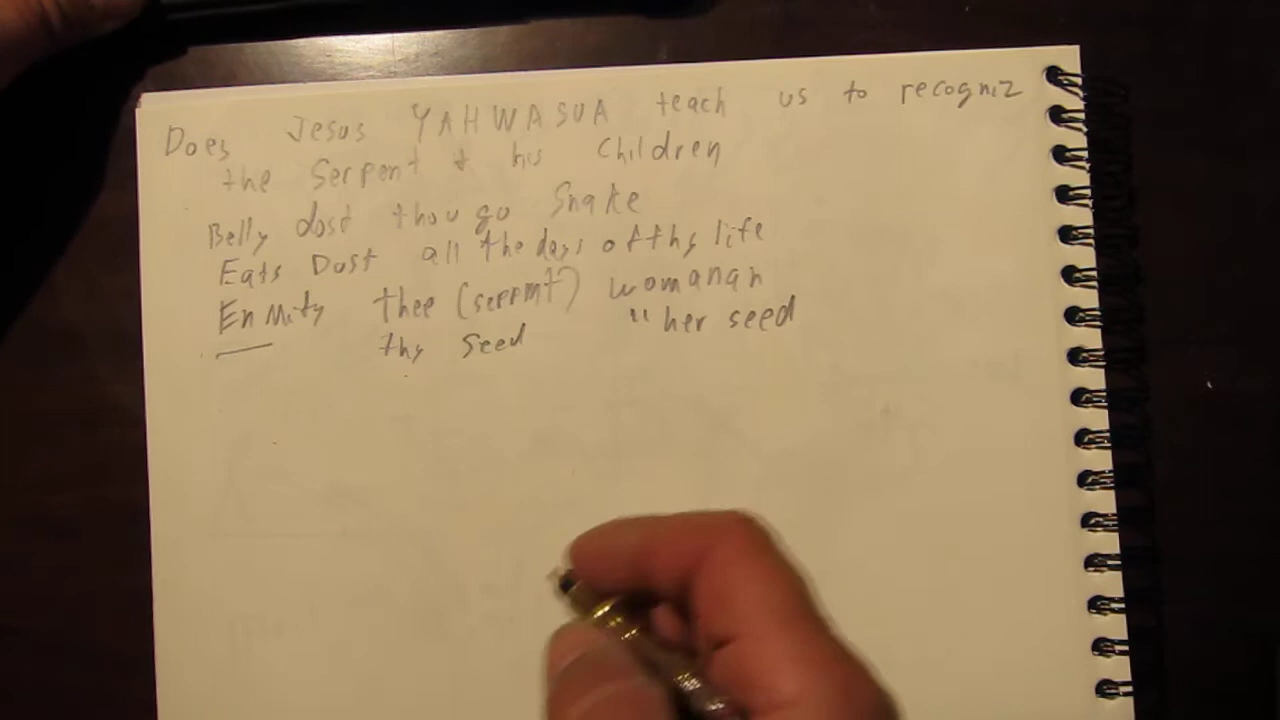 Does Jesus YAHWASUA teach us to recogniz
the Serpent + his Children
Belly dost thou go Snake
Eats Dust all the days of thy life
Enmity thee (serpmt) womanan
thy Seed " her seed